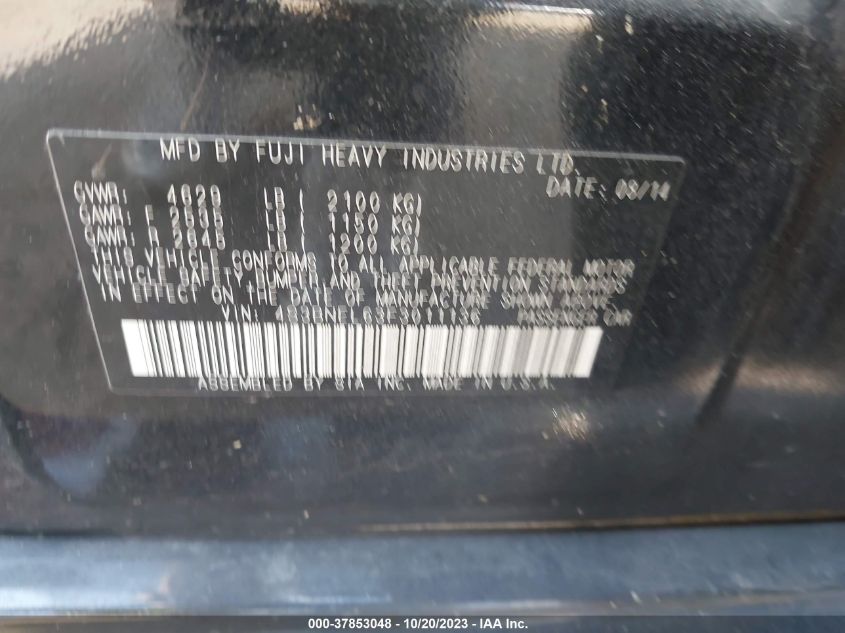 MFD BY FUJI HEAVY INDUSTRIES LTD.
DATE: 08/14
GVWR: 4629 LB ( 2100 KG)
GAWR: F 2535 LB ( 1150 KG)
GAWR: R 2645 LB ( 1200 KG)
THIS VEHICLE CONFORMS TO ALL APPLICABLE FEDERAL MOTOR
VEHICLE SAFETY, BUMPER, AND THEFT PREVENTION STANDARDS
IN EFFECT ON THE DATE OF MANUFACTURE SHOWN ABOVE.
VIN: 4S3BNEL63F3011136 PASSENGER CAR
ASSEMBLED BY SIA INC. MADE IN U.S.A.
000-37853048 - 10/20/2023 - IAA Inc.